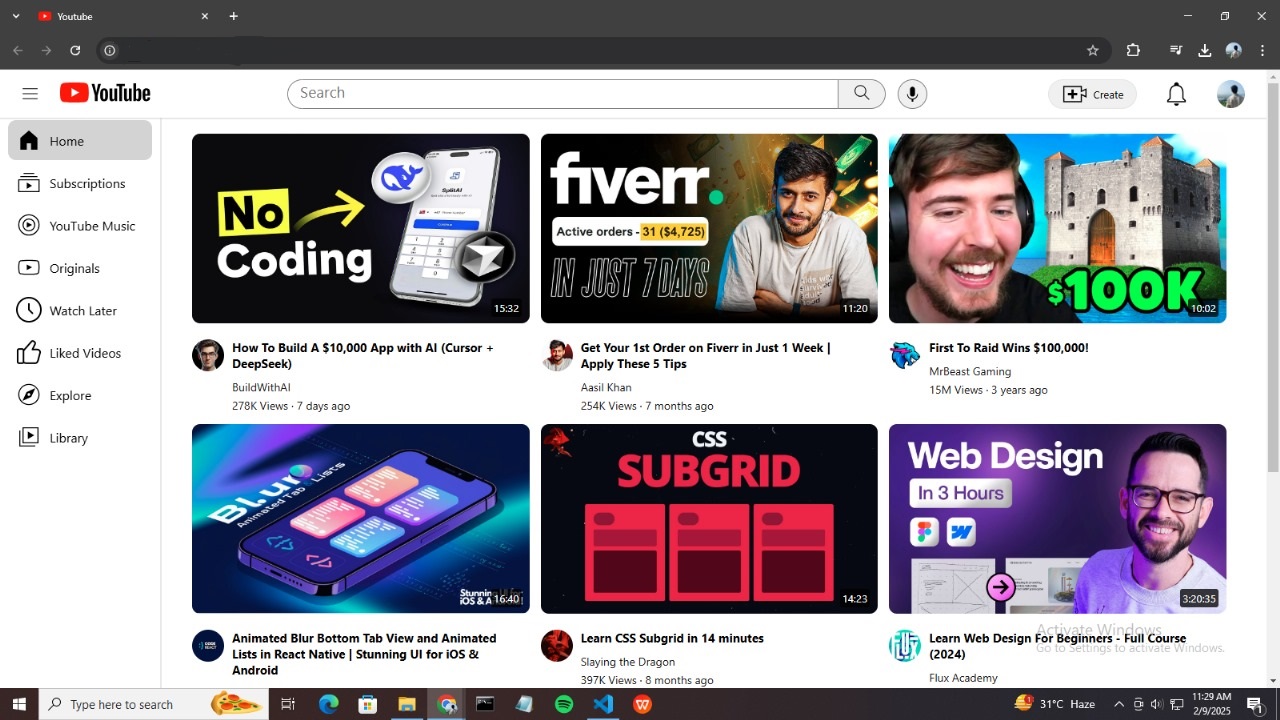 Youtube
YouTube
Search
Create
Home
Subscriptions
YouTube Music
Originals
Watch Later
Liked Videos
Explore
Library
No
Coding
SplitAI
15:32
How To Build A $10,000 App with AI (Cursor +
DeepSeek)
BuildWithAI
278K Views · 7 days ago
fiverr.
Active orders - 31 ($4,725)
IN JUST 7 DAYS
11:20
Get Your 1st Order on Fiverr in Just 1 Week |
Apply These 5 Tips
Aasil Khan
254K Views · 7 months ago
$100K
10:02
First To Raid Wins $100,000!
MrBeast Gaming
15M Views · 3 years ago
Blur
Animated Tab Lists
16:40
Animated Blur Bottom Tab View and Animated
Lists in React Native | Stunning UI for iOS &
Android
CSS
SUBGRID
14:23
Learn CSS Subgrid in 14 minutes
Slaying the Dragon
397K Views · 8 months ago
Web Design
In 3 Hours
3:20:35
Learn Web Design For Beginners - Full Course
(2024)
Flux Academy
Activate Windows
Go to Settings to activate Windows.
Type here to search
31°C Haze
11:29 AM
2/9/2025